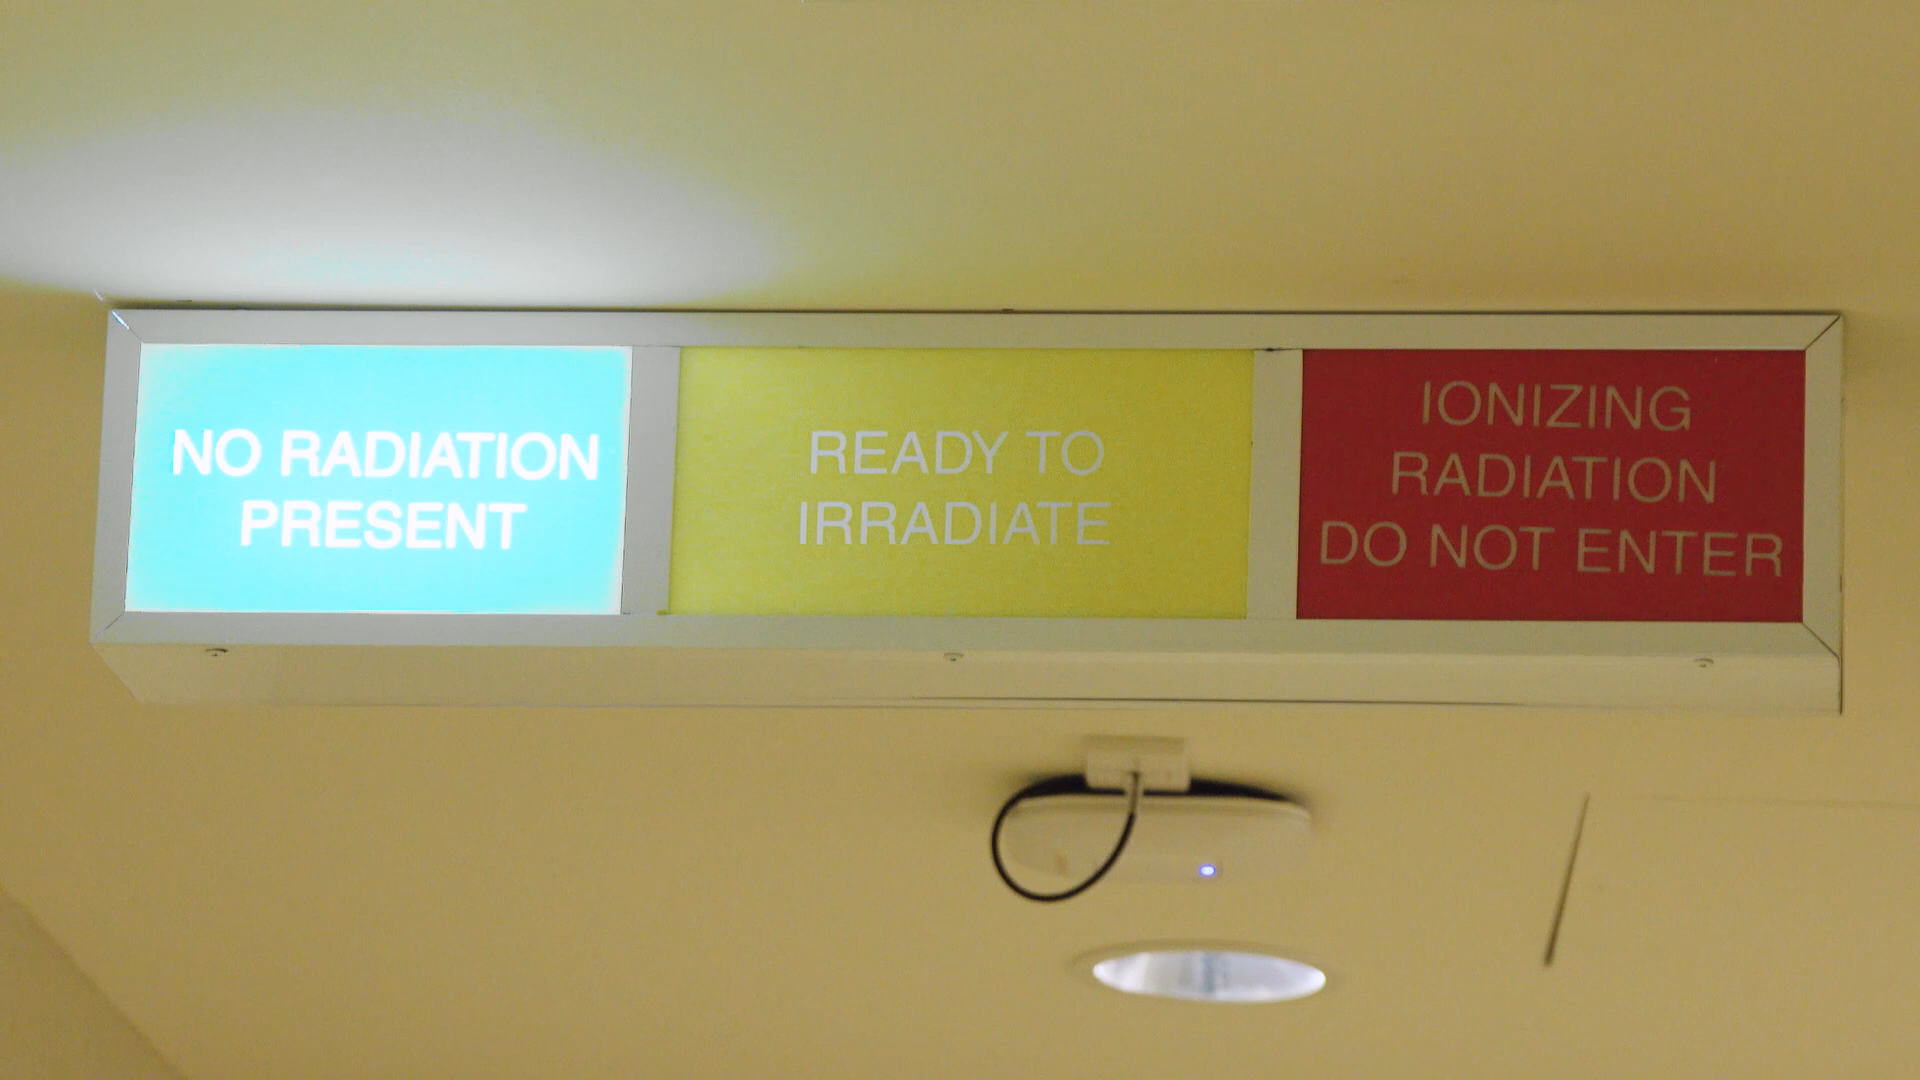 NO RADIATION
PRESENT
READY TO
IRRADIATE
IONIZING
RADIATION
DO NOT ENTER